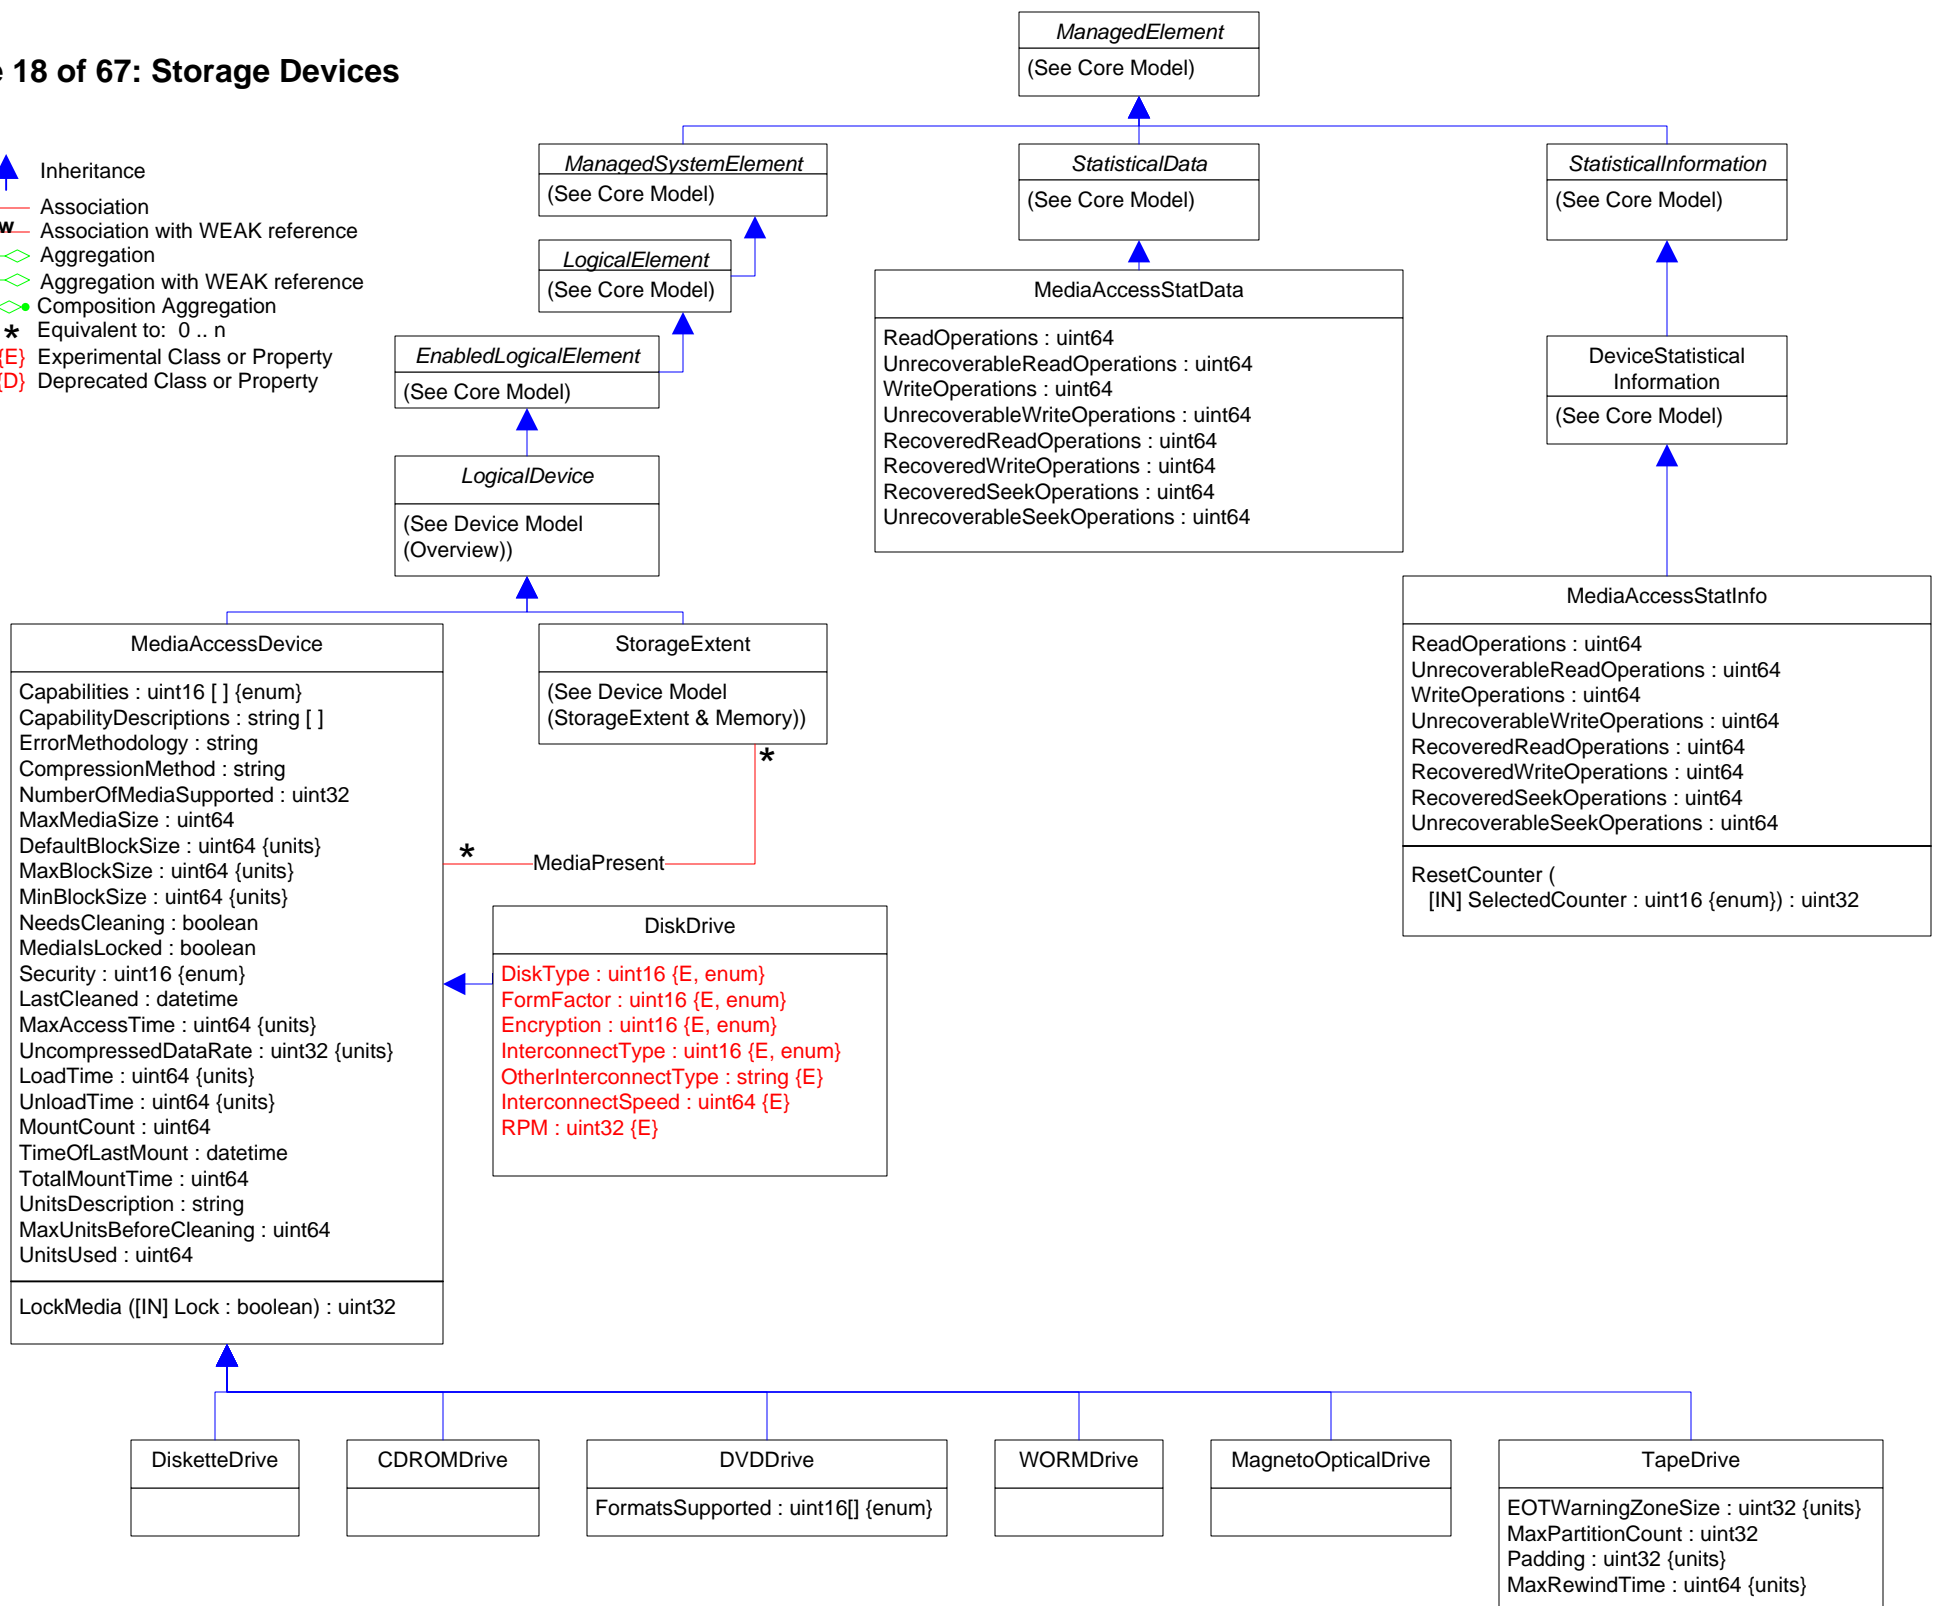 18 of 67: Storage Devices
Inheritance
Association
w
Association with WEAK reference
Aggregation
Aggregation with WEAK reference
Composition Aggregation
* Equivalent to: 0 .. n
{E} Experimental Class or Property
{D} Deprecated Class or Property
ManagedElement
(See Core Model)
ManagedSystemElement
(See Core Model)
StatisticalData
(See Core Model)
StatisticalInformation
(See Core Model)
LogicalElement
(See Core Model)
EnabledLogicalElement
(See Core Model)
LogicalDevice
(See Device Model
(Overview))
MediaAccessStatData
ReadOperations : uint64
UnrecoverableReadOperations : uint64
WriteOperations : uint64
UnrecoverableWriteOperations : uint64
RecoveredReadOperations : uint64
RecoveredWriteOperations : uint64
RecoveredSeekOperations : uint64
UnrecoverableSeekOperations : uint64
DeviceStatistical
Information
(See Core Model)
MediaAccessStatInfo
ReadOperations : uint64
UnrecoverableReadOperations : uint64
WriteOperations : uint64
UnrecoverableWriteOperations : uint64
RecoveredReadOperations : uint64
RecoveredWriteOperations : uint64
RecoveredSeekOperations : uint64
UnrecoverableSeekOperations : uint64
ResetCounter (
[IN] SelectedCounter : uint16 {enum}) : uint32
MediaAccessDevice
Capabilities : uint16 [ ] {enum}
CapabilityDescriptions : string [ ]
ErrorMethodology : string
CompressionMethod : string
NumberOfMediaSupported : uint32
MaxMediaSize : uint64
DefaultBlockSize : uint64 {units}
MaxBlockSize : uint64 {units}
MinBlockSize : uint64 {units}
NeedsCleaning : boolean
MediaIsLocked : boolean
Security : uint16 {enum}
LastCleaned : datetime
MaxAccessTime : uint64 {units}
UncompressedDataRate : uint32 {units}
LoadTime : uint64 {units}
UnloadTime : uint64 {units}
MountCount : uint64
TimeOfLastMount : datetime
TotalMountTime : uint64
UnitsDescription : string
MaxUnitsBeforeCleaning : uint64
UnitsUsed : uint64
LockMedia ([IN] Lock : boolean) : uint32
StorageExtent
(See Device Model
(StorageExtent & Memory))
*
*
MediaPresent
DiskDrive
DiskType : uint16 {E, enum}
FormFactor : uint16 {E, enum}
Encryption : uint16 {E, enum}
InterconnectType : uint16 {E, enum}
OtherInterconnectType : string {E}
InterconnectSpeed : uint64 {E}
RPM : uint32 {E}
DisketteDrive
CDROMDrive
DVDDrive
FormatsSupported : uint16[] {enum}
WORMDrive
MagnetoOpticalDrive
TapeDrive
EOTWarningZoneSize : uint32 {units}
MaxPartitionCount : uint32
Padding : uint32 {units}
MaxRewindTime : uint64 {units}